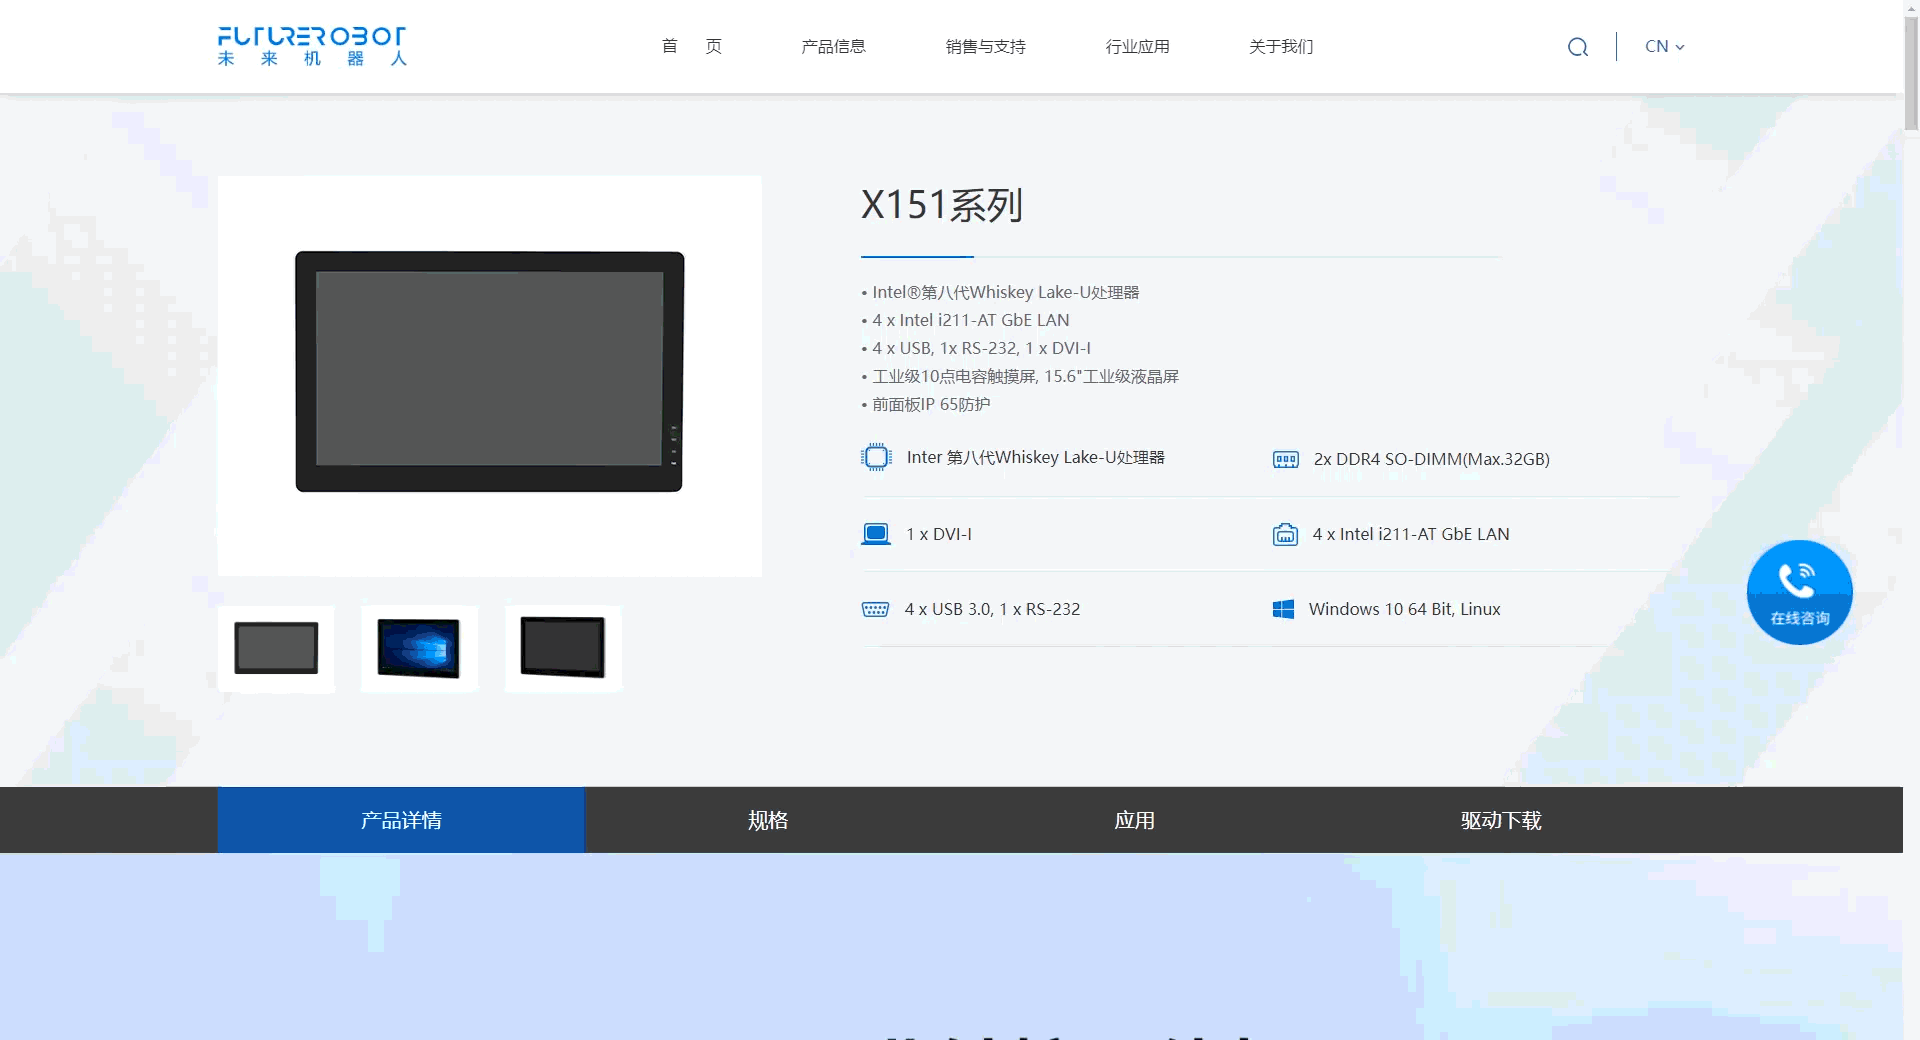 FUTUREROBOT
未来机器人
首 页
产品信息
销售与支持
行业应用
关于我们
CN
X151系列
• Intel®第八代Whiskey Lake-U处理器
• 4 x Intel i211-AT GbE LAN
• 4 x USB, 1x RS-232, 1 x DVI-I
• 工业级10点电容触摸屏, 15.6"工业级液晶屏
• 前面板IP 65防护
Inter 第八代Whiskey Lake-U处理器
2x DDR4 SO-DIMM(Max.32GB)
1 x DVI-I
4 x Intel i211-AT GbE LAN
4 x USB 3.0, 1 x RS-232
Windows 10 64 Bit, Linux
在线咨询
产品详情
规格
应用
驱动下载